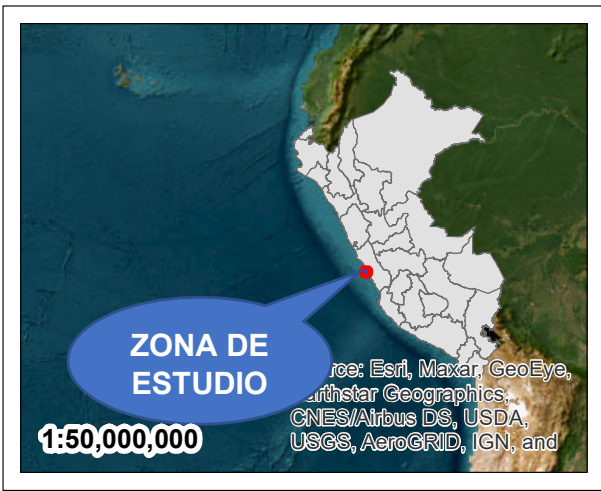 ZONA DE
ESTUDIO
rce: Esri, Maxar, GeoEye,
arthstar Geographics,
CNES/Airbus DS, USDA,
USGS, AeroGRID, IGN, and
1:50,000,000